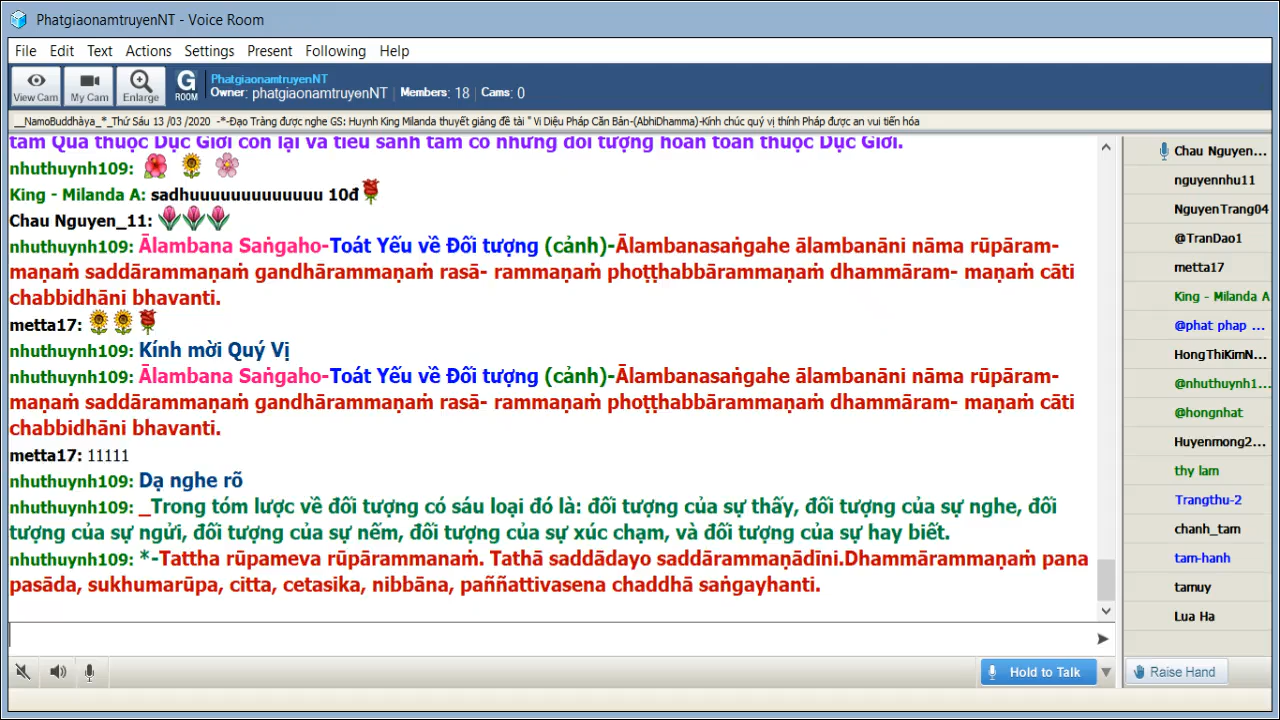 PhatgiaonamtruyenNT - Voice Room
File Edit Text Actions Settings Present Following Help
View Cam My Cam Enlarge G ROOM
PhatgiaonamtruyenNT
Owner: phatgiaonamtruyenNT Members: 18 Cams: 0
__NamoBuddhàya_*_Thứ Sáu 13 /03 /2020 -*-Đạo Tràng được nghe GS: Huynh King Milanda thuyết giảng đề tài " Vi Diệu Pháp Căn Bản-(AbhiDhamma)-Kính chúc quý vị thính Pháp được an vui tiến hóa
tâm Quả thuộc Dục Giới còn lại và tiếu sanh tâm có những đối tượng hoàn toàn thuộc Dục Giới.
nhuthuynh109:
King - Milanda A: sadhuuuuuuuuuuuuu 10đ
Chau Nguyen_11:
nhuthuynh109: Ālambana Saṅgaho-Toát Yếu về Đối tượng (cảnh)-Ālambanasaṅgahe ālambanāni nāma rūpāram-
maṇaṁ saddārammaṇaṁ gandhārammaṇaṁ rasā- rammaṇaṁ phoṭṭhabbārammaṇaṁ dhammāram- maṇaṁ cāti
chabbidhāni bhavanti.
metta17:
nhuthuynh109: Kính mời Quý Vị
nhuthuynh109: Ālambana Saṅgaho-Toát Yếu về Đối tượng (cảnh)-Ālambanasaṅgahe ālambanāni nāma rūpāram-
maṇaṁ saddārammaṇaṁ gandhārammaṇaṁ rasā- rammaṇaṁ phoṭṭhabbārammaṇaṁ dhammāram- maṇaṁ cāti
chabbidhāni bhavanti.
metta17: 11111
nhuthuynh109: Dạ nghe rõ
nhuthuynh109: _Trong tóm lược về đối tượng có sáu loại đó là: đối tượng của sự thấy, đối tượng của sự nghe, đối
tượng của sự ngửi, đối tượng của sự nếm, đối tượng của sự xúc chạm, và đối tượng của sự hay biết.
nhuthuynh109: *-Tattha rūpameva rūpārammanaṁ. Tathā saddādayo saddārammaṇādīni.Dhammārammaṇaṁ pana
pasāda, sukhumarūpa, citta, cetasika, nibbāna, paññattivasena chaddhā saṅgayhanti.
Hold to Talk
Chau Nguyen...
nguyennhu11
NguyenTrang04
@TranDao1
metta17
King - Milanda A
@phat phap ...
HongThiKimN...
@nhuthuynh1...
@hongnhat
Huyenmong2...
thy lam
Trangthu-2
chanh_tam
tam-hanh
tamuy
Lua Ha
Raise Hand